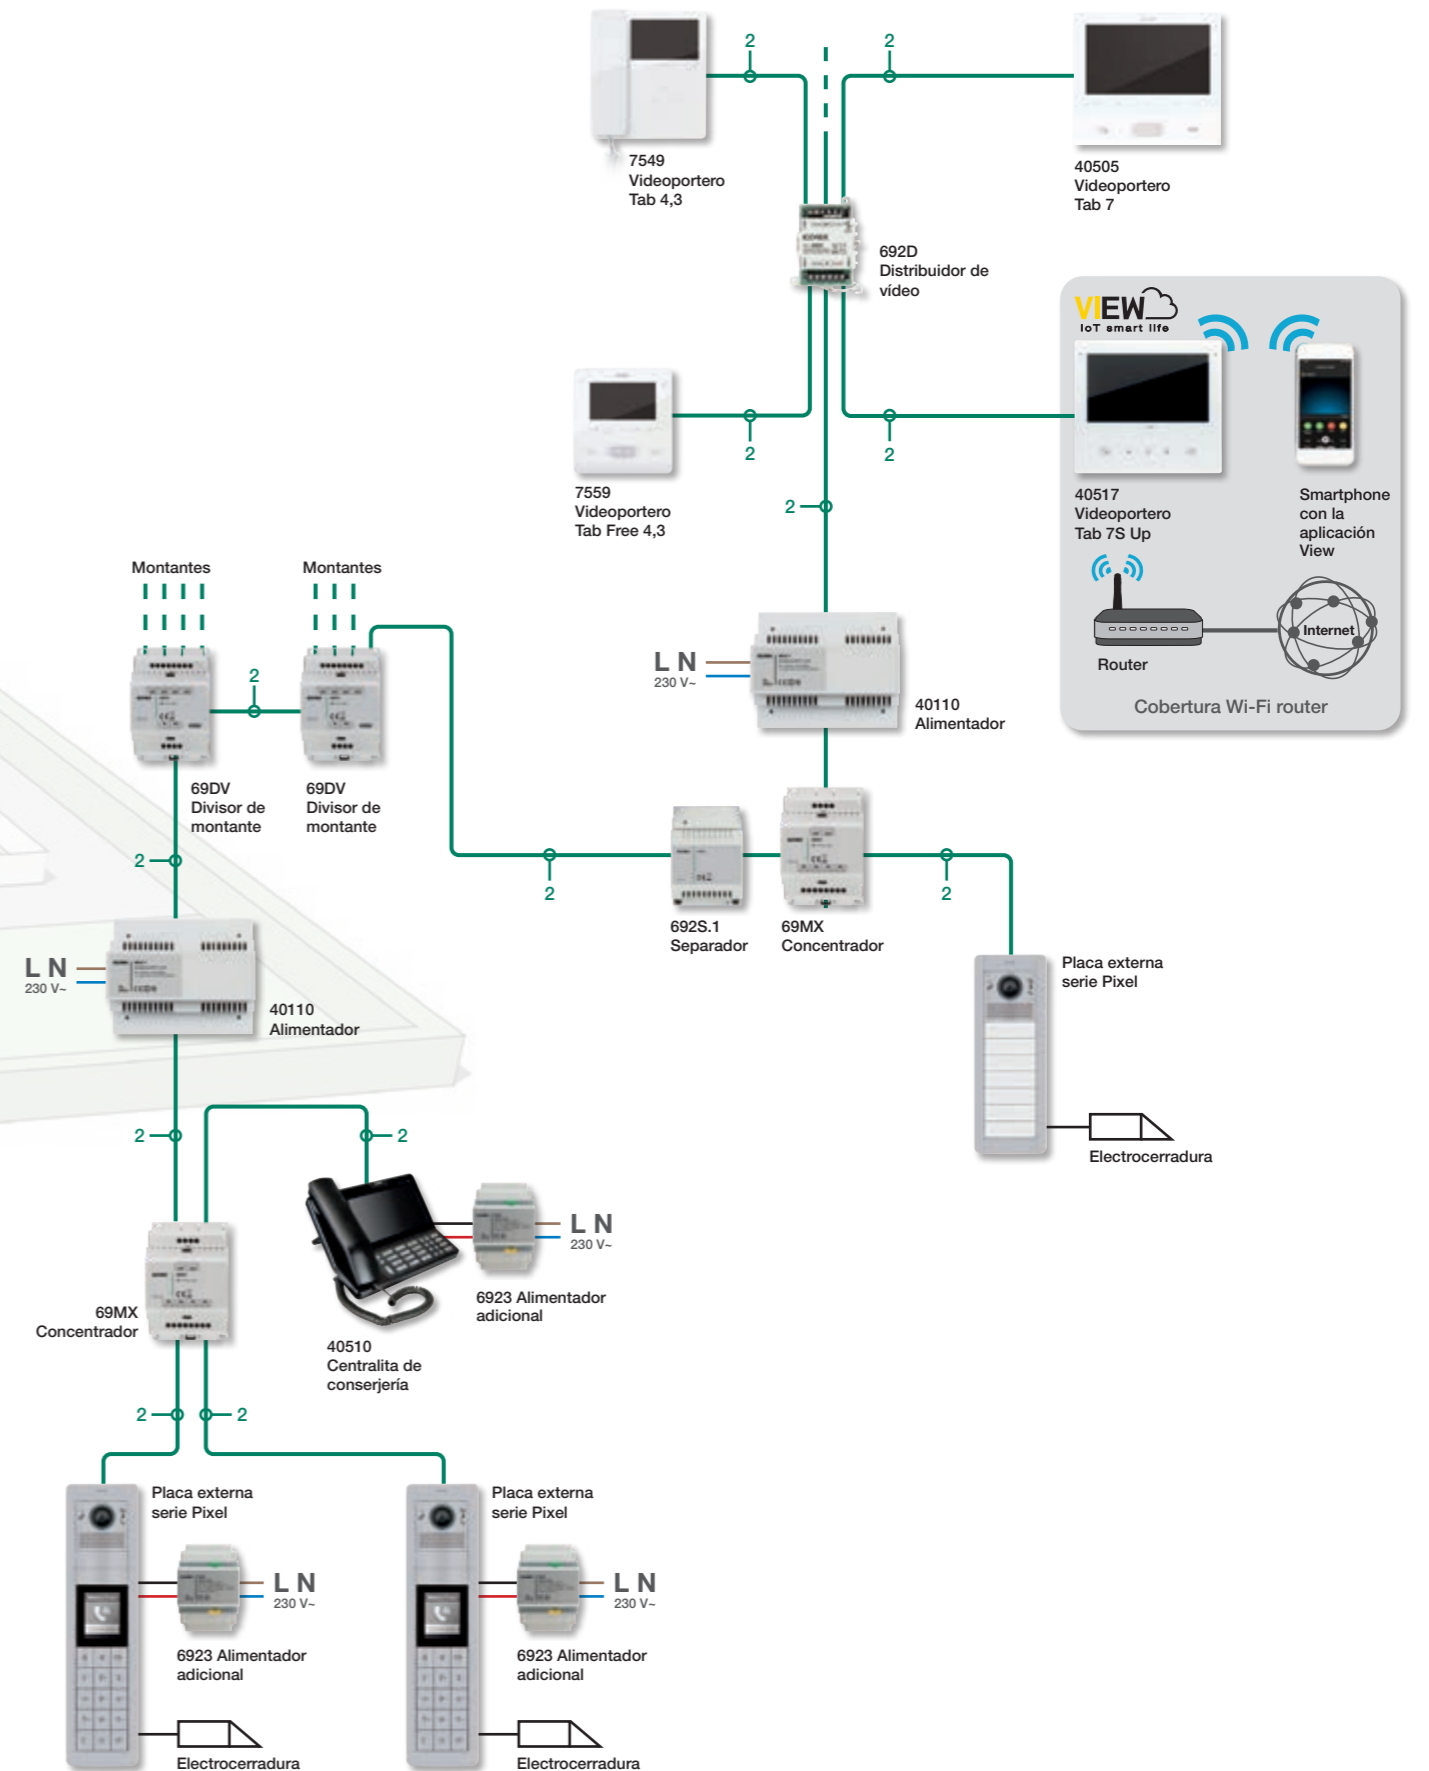 2
2
7549
Videoportero
Tab 4,3
40505
Videoportero
Tab 7
692D
Distribuidor de
vídeo
VIEW
IoT smart life
2
2
7559
Videoportero
Tab Free 4,3
2
40517
Videoportero
Tab 7S Up
Smartphone
con la
aplicación
View
Router
Internet
Cobertura Wi-Fi router
Montantes
Montantes
2
L N
230 V~
40110
Alimentador
69DV
Divisor de
montante
69DV
Divisor de
montante
2
2
2
692S.1
Separador
69MX
Concentrador
Placa externa
serie Pixel
L N
230 V~
40110
Alimentador
Electrocerradura
2
2
L N
230 V~
6923 Alimentador
adicional
69MX
Concentrador
40510
Centralita de
conserjería
2
2
Placa externa
serie Pixel
Placa externa
serie Pixel
L N
230 V~
L N
230 V~
6923 Alimentador
adicional
6923 Alimentador
adicional
Electrocerradura
Electrocerradura